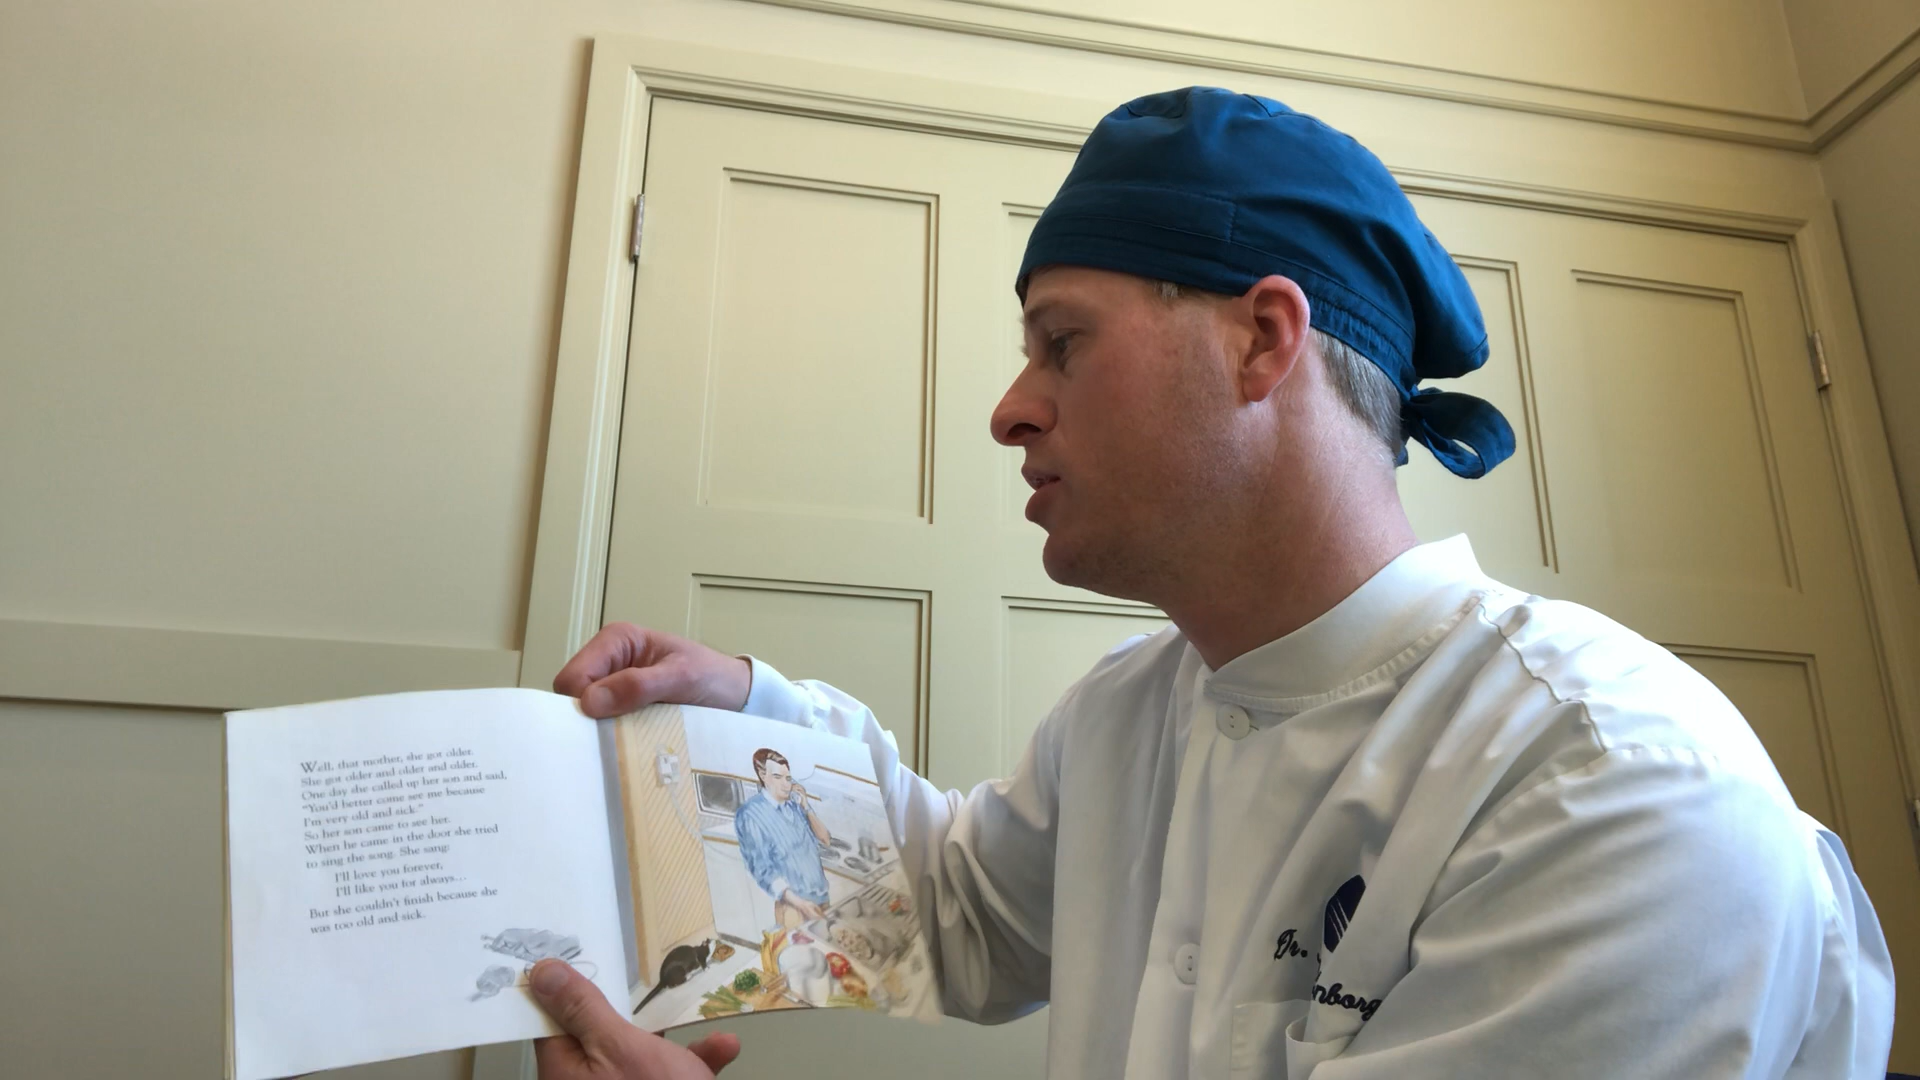 Well, that mother, she got older.
She got older and older and older.
One day she called up her son and said,
"You'd better come see me because
I'm very old and sick."
So her son came to see her.
When he came in the door she tried
to sing the song. She sang:
I'll love you forever,
I'll like you for always...
But she couldn't finish because she
was too old and sick.
Dr.
nborg